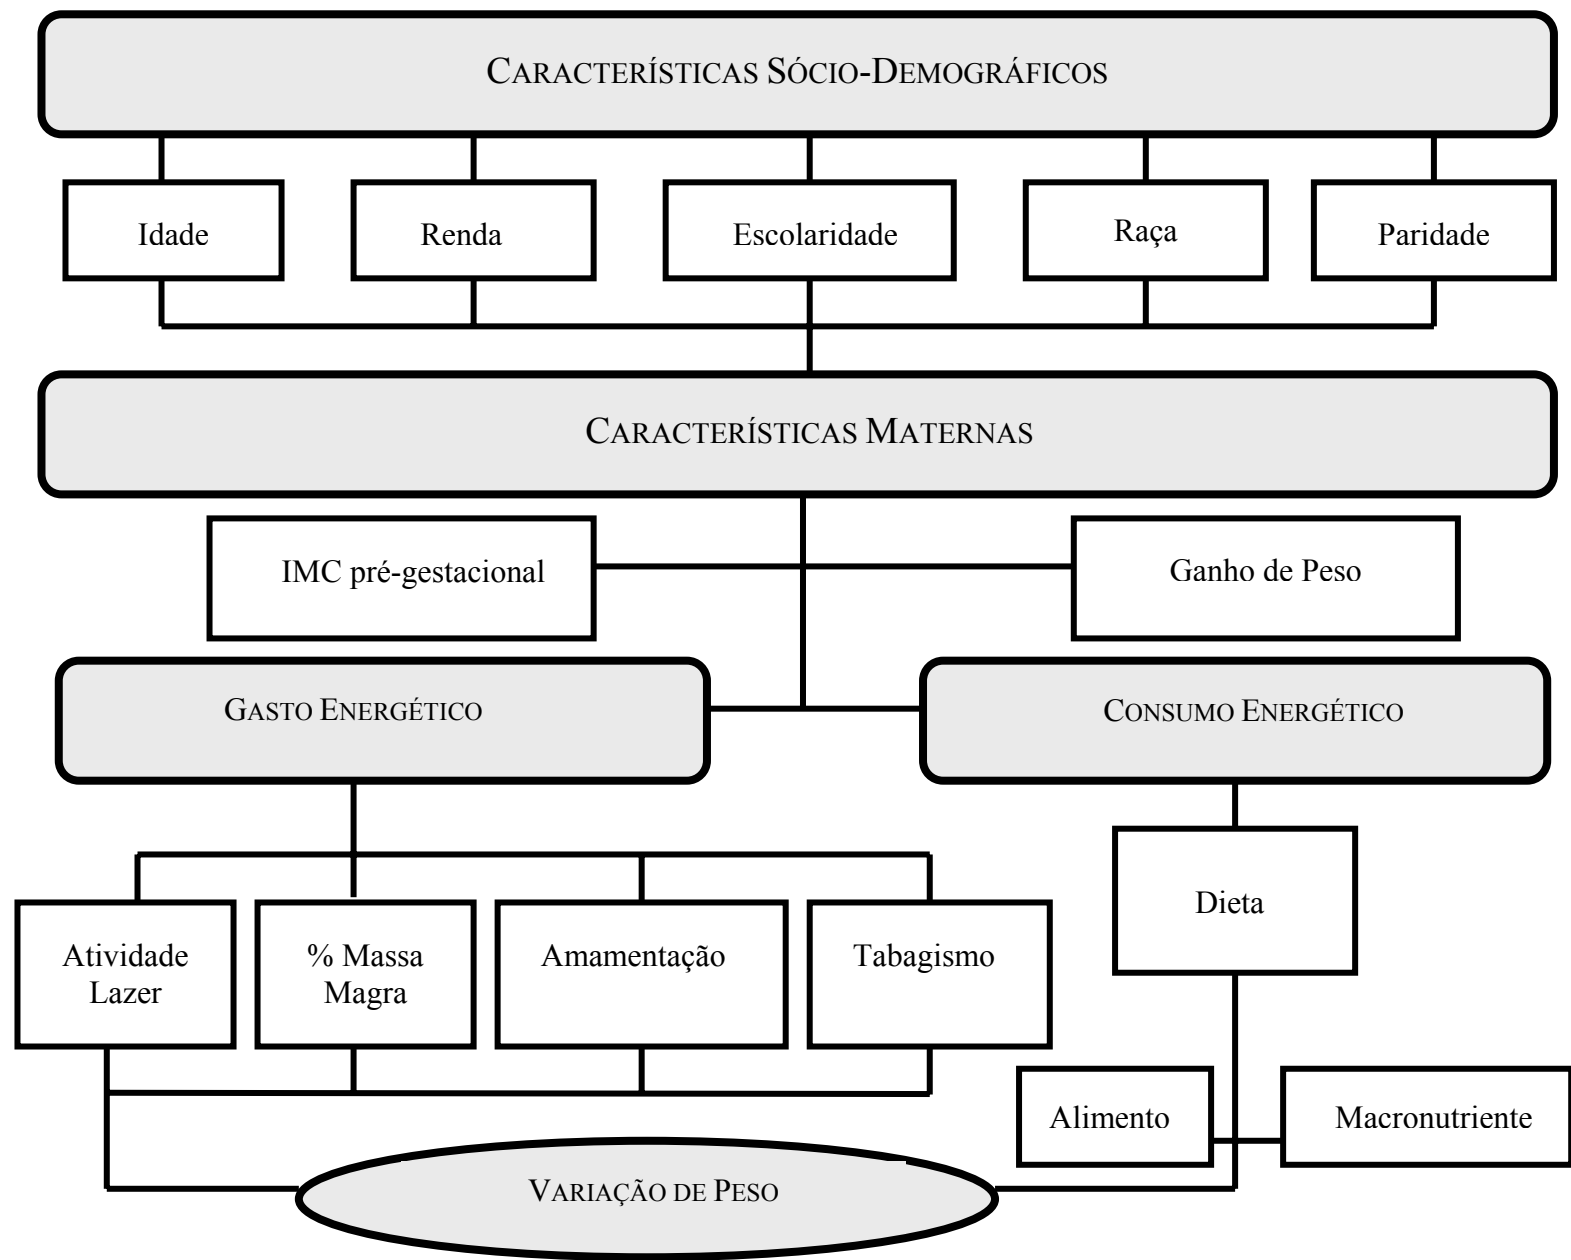 CARACTERÍSTICAS SÓCIO-DEMOGRÁFICOS
Idade
Renda
Escolaridade
Raça
Paridade
CARACTERÍSTICAS MATERNAS
IMC pré-gestacional
Ganho de Peso
GASTO ENERGÉTICO
CONSUMO ENERGÉTICO
Atividade
Lazer
% Massa
Magra
Amamentação
Tabagismo
Dieta
Alimento
Macronutriente
VARIAÇÃO DE PESO